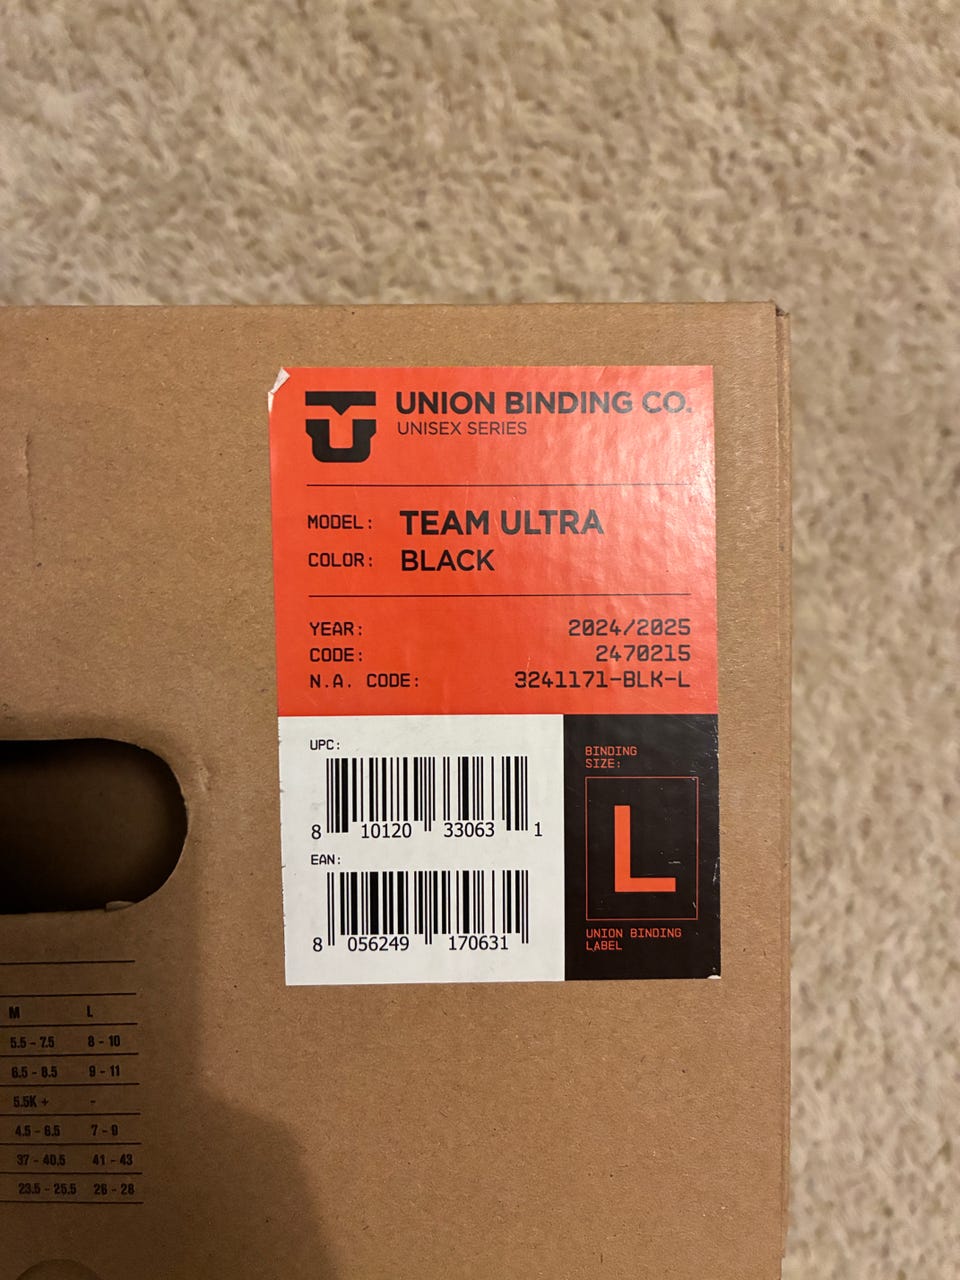 UNION BINDING CO.
UNISEX SERIES
MODEL: TEAM ULTRA
COLOR: BLACK
YEAR: 2024/2025
CODE: 2470215
N.A. CODE: 3241171-BLK-L
UPC:
8 10120 33063 1
EAN:
8 056249 170631
BINDING
SIZE:
L
UNION BINDING
LABEL
M L
5.5 - 7.5 8 - 10
6.5 - 8.5 9 - 11
5.5K + -
4.5 - 6.5 7 - 9
37 - 40.5 41 - 43
23.5 - 25.5 26 - 28